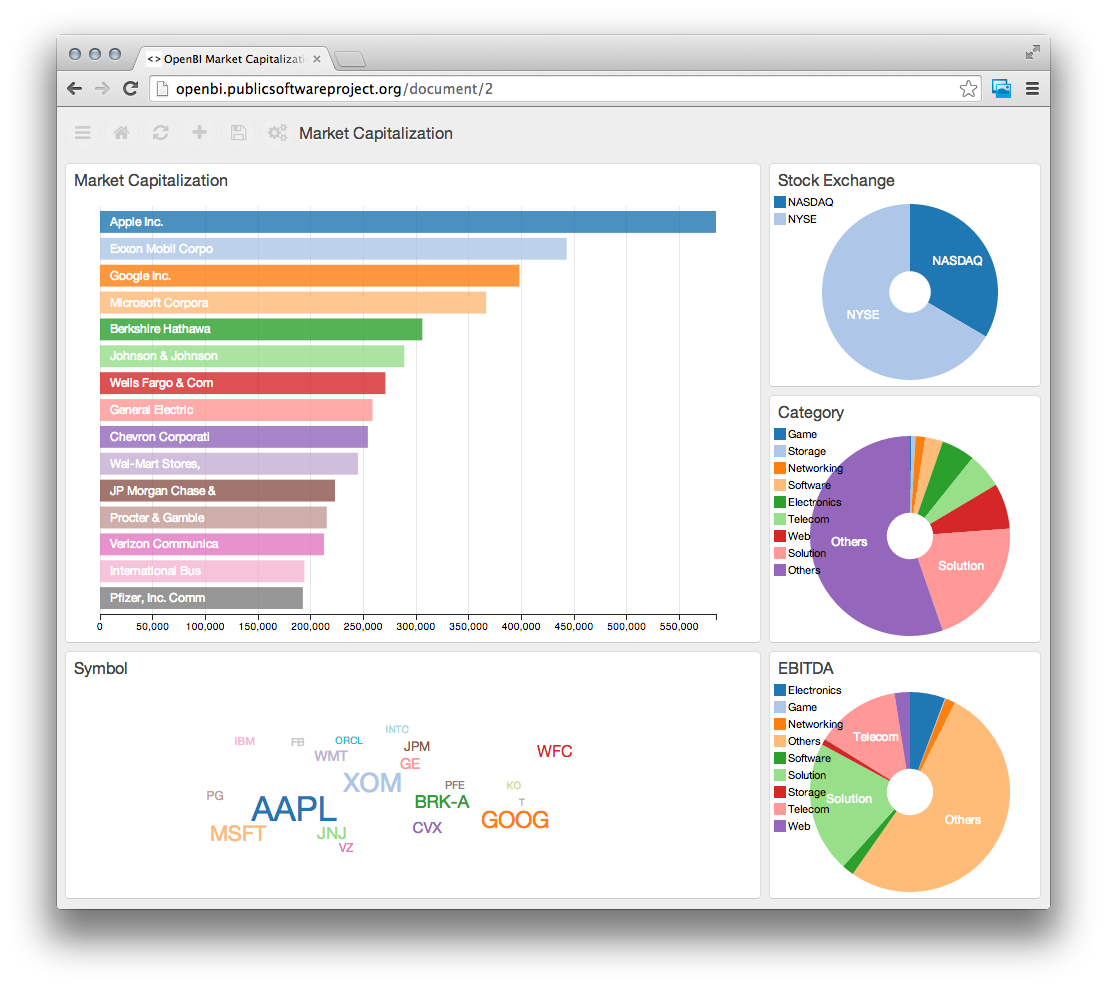 <> OpenBI Market Capitalizati
openbi.publicsoftwareproject.org/document/2
Market Capitalization
Market Capitalization
Apple Inc.
Exxon Mobil Corpo
Google Inc.
Microsoft Corpora
Berkshire Hathawa
Johnson & Johnson
Wells Fargo & Com
General Electric
Chevron Corporati
Wal-Mart Stores,
JP Morgan Chase &
Procter & Gamble
Verizon Communica
International Bus
Pfizer, Inc. Comm
0 50,000 100,000 150,000 200,000 250,000 300,000 350,000 400,000 450,000 500,000 550,000
Stock Exchange
NASDAQ
NYSE
NASDAQ
NYSE
Category
Game
Storage
Networking
Software
Electronics
Telecom
Web
Solution
Others
Others
Solution
Symbol
INTC
IBM FB ORCL
JPM
WMT
WFC
GE
XOM
PFE
KO
PG
AAPL
BRK-A
T
GOOG
MSFT
JNJ
CVX
VZ
EBITDA
Electronics
Game
Networking
Others
Software
Solution
Storage
Telecom
Web
Telecom
Solution
Others